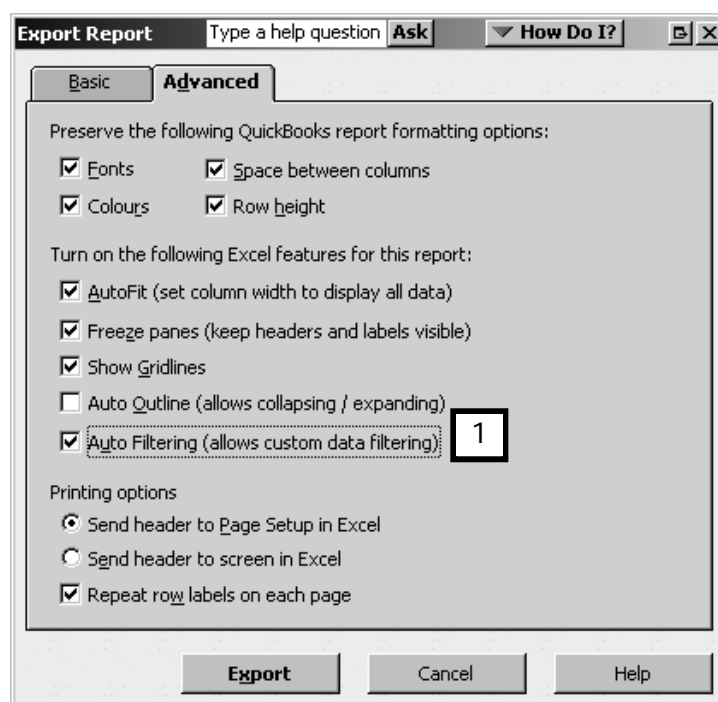 Export Report Type a help question Ask How Do I?
Basic Advanced
Preserve the following QuickBooks report formatting options:
Fonts Space between columns
Colours Row height
Turn on the following Excel features for this report:
AutoFit (set column width to display all data)
Freeze panes (keep headers and labels visible)
Show Gridlines
Auto Outline (allows collapsing / expanding)
Auto Filtering (allows custom data filtering) 1
Printing options
Send header to Page Setup in Excel
Send header to screen in Excel
Repeat row labels on each page
Export Cancel Help